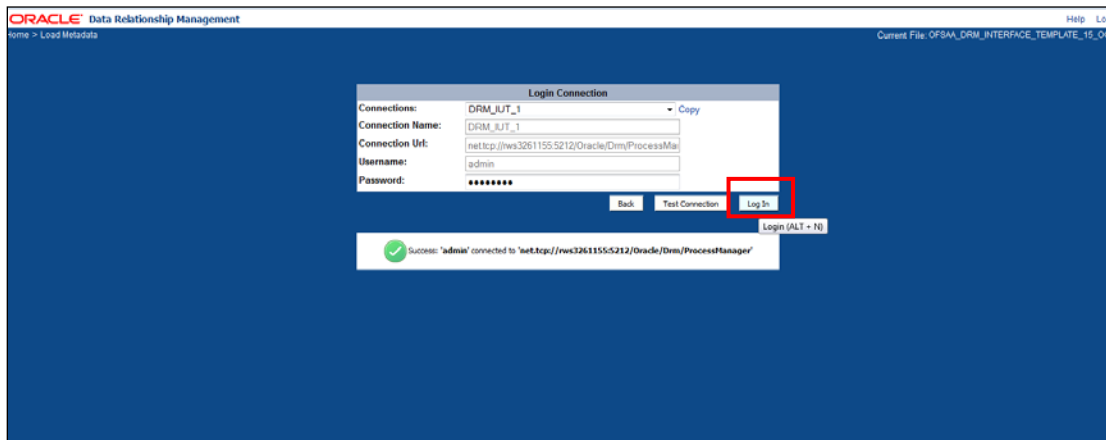 ORACLE Data Relationship Management
Help Lo
Home > Load Metadata
Current File: OFSAA_DRM_INTERFACE_TEMPLATE_15_O
Login Connection
Connections: DRM_IUT_1 Copy
Connection Name: DRM_IUT_1
Connection Url: net.tcp://rws3261155:5212/Oracle/Drm/ProcessMa
Username: admin
Password: ••••••••
Back Test Connection Log In
Login (ALT + N)
Success: 'admin' connected to 'net.tcp://rws3261155:5212/Oracle/Drm/ProcessManager'